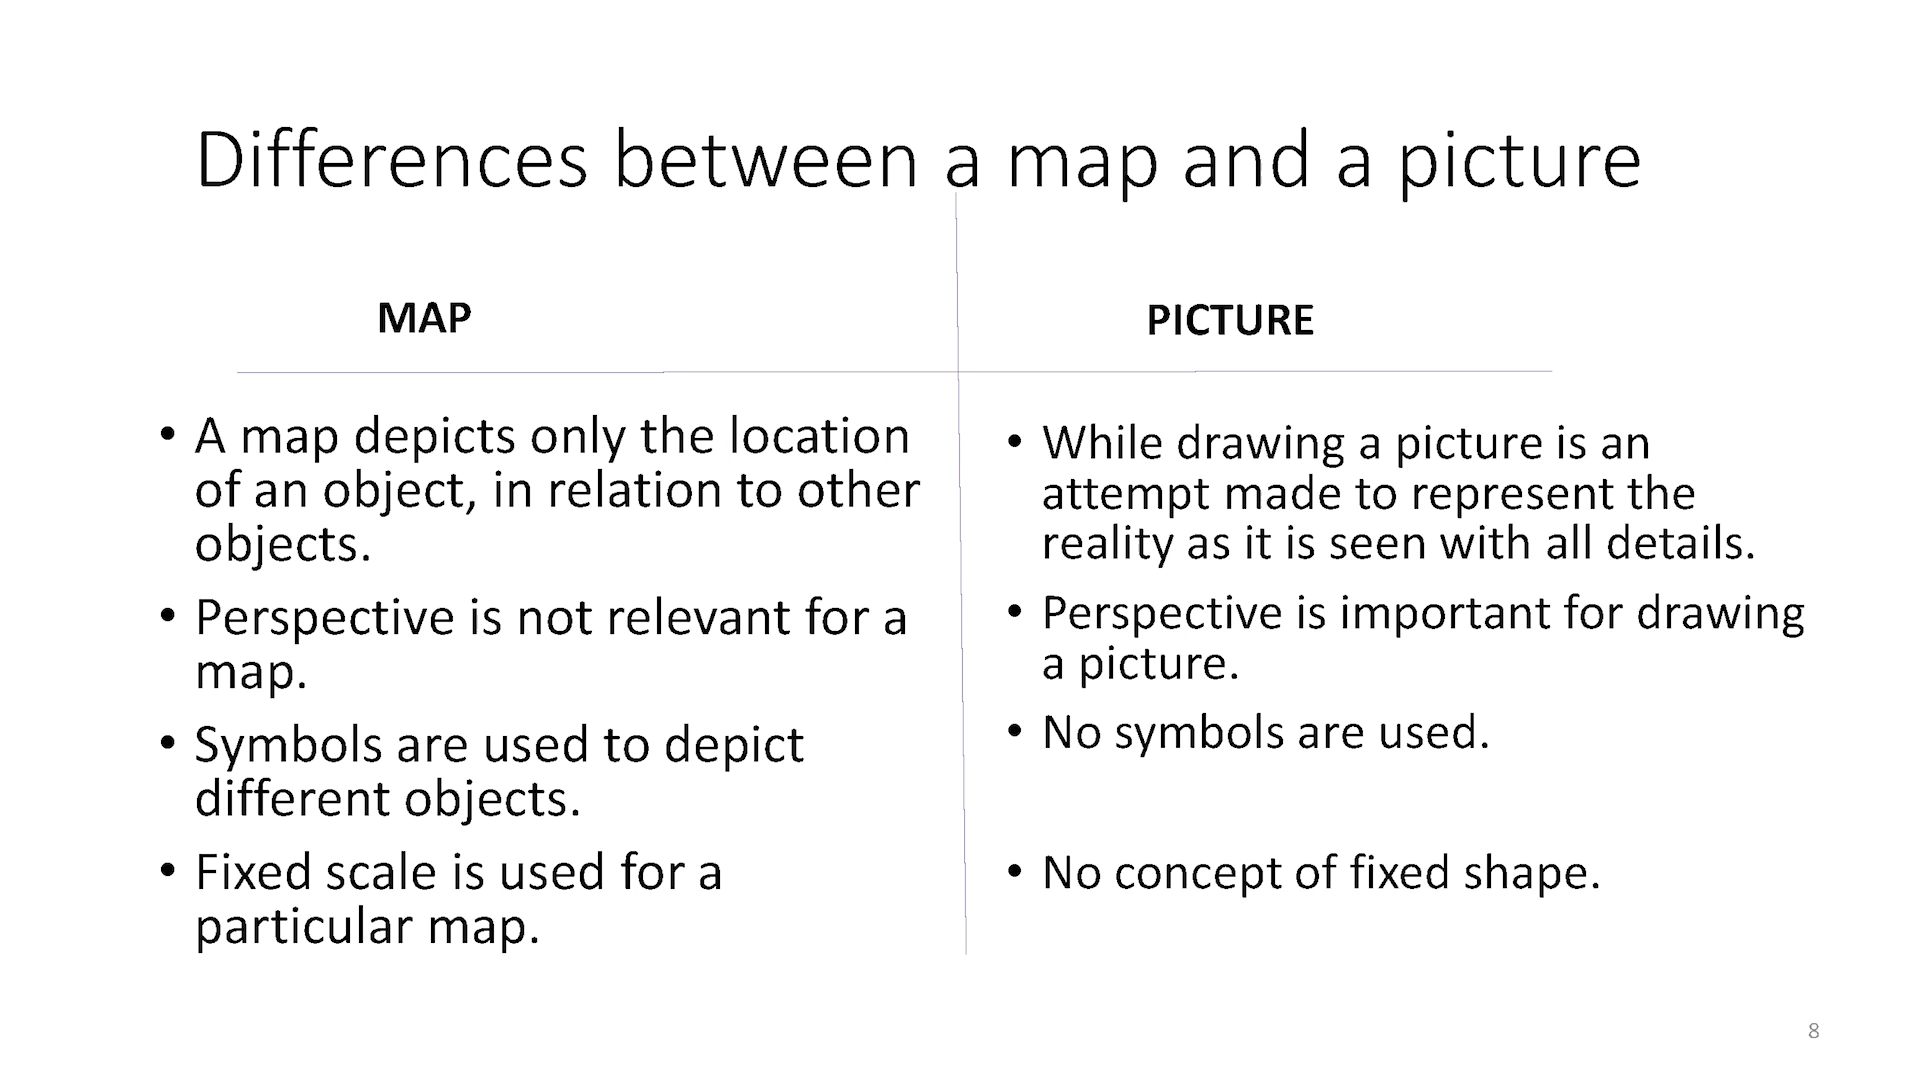 Differences between a map and a picture
MAP
• A map depicts only the location
of an object, in relation to other
objects.
• Perspective is not relevant for a
map.
• Symbols are used to depict
different objects.
• Fixed scale is used for a
particular map.
PICTURE
• While drawing a picture is an
attempt made to represent the
reality as it is seen with all details.
• Perspective is important for drawing
a picture.
• No symbols are used.
• No concept of fixed shape.
8